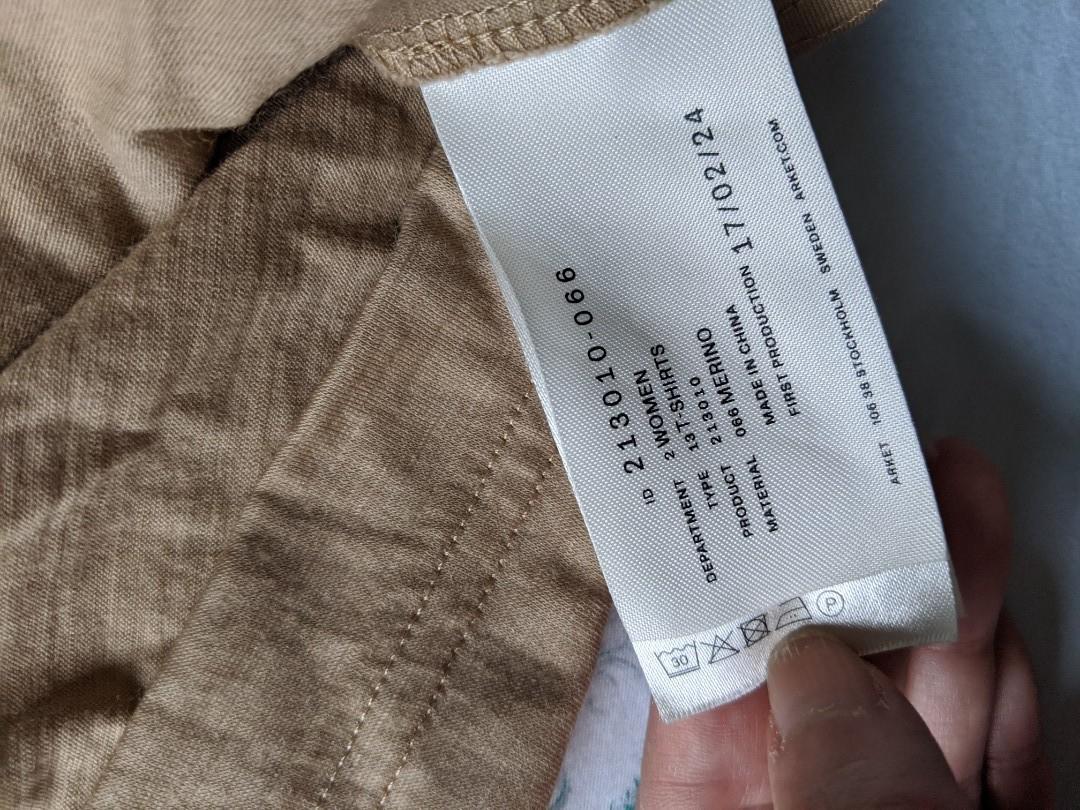 ID 213010-066
DEPARTMENT 2 WOMEN
TYPE 13 T-SHIRTS
PRODUCT 213010
MATERIAL 066 MERINO
MADE IN CHINA
FIRST PRODUCTION 17/02/24
ARKET 106 38 STOCKHOLM SWEDEN ARKET.COM
30
P